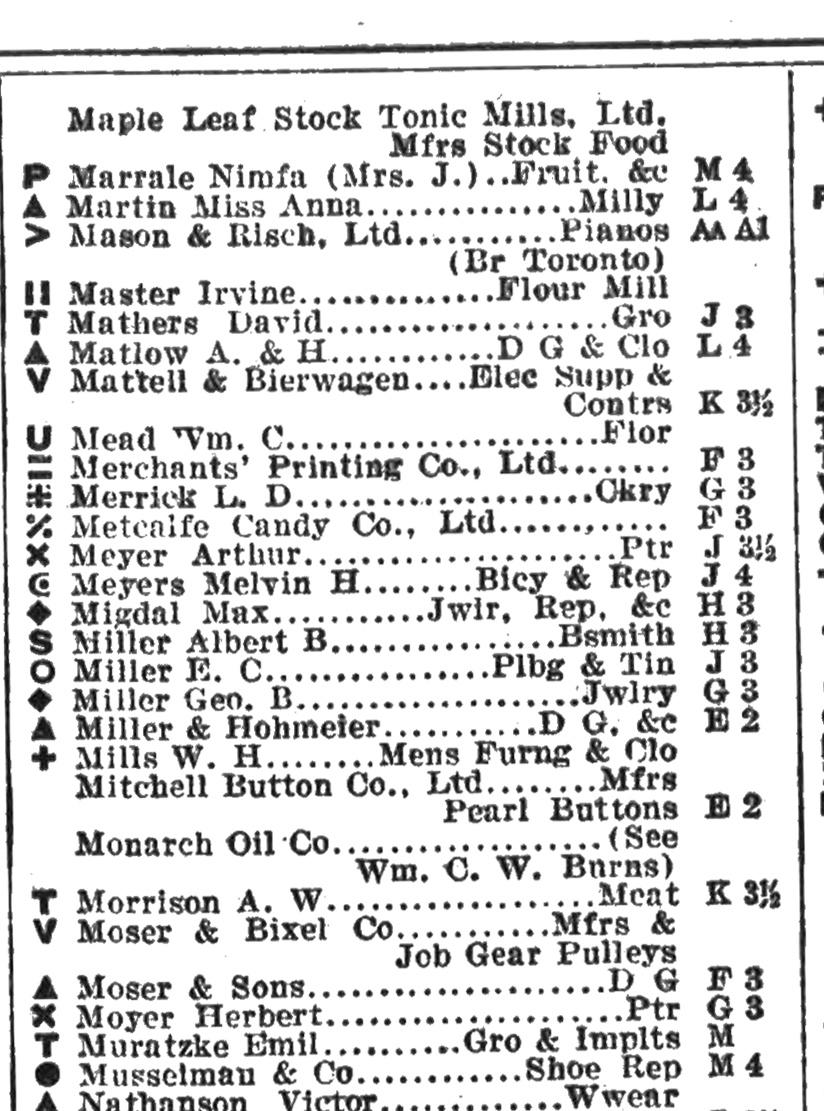 Maple Leaf Stock Tonic Mills, Ltd.
Mfrs Stock Food
P Marrale Nimfa (Mrs. J.)..Fruit. &c M 4
▲ Martin Miss Anna...............Milly L 4
> Mason & Risch, Ltd...........Pianos AA A1
(Br Toronto)
II Master Irvine..............Flour Mill
T Mathers David....................Gro J 3
▲ Matlow A. & H............D G & Clo L 4
V Mattell & Bierwagen....Elec Supp &
Contrs K 3½
U Mead Wm. C......................Flor
= Merchants' Printing Co., Ltd........ F 3
⁜ Merrick L. D.....................Ckry G 3
⁒ Metcalfe Candy Co., Ltd............ F 3
× Meyer Arthur.......................Ptr J 3½
Є Meyers Melvin H........Bicy & Rep J 4
◆ Migdal Max...........Jwlr, Rep, &c H 3
S Miller Albert B................Bsmith H 3
O Miller E. C................Plbg & Tin J 3
◆ Miller Geo. B....................Jwlry G 3
▲ Miller & Hohmeier...........D G, &c E 2
+ Mills W. H........Mens Furng & Clo
Mitchell Button Co., Ltd........Mfrs
Pearl Buttons E 2
Monarch Oil Co...................(See
Wm. C. W. Burns)
T Morrison A. W...................Meat K 3½
V Moser & Bixel Co...........Mfrs &
Job Gear Pulleys
▲ Moser & Sons......................D G F 3
× Moyer Herbert.....................Ptr G 3
T Muratzke Emil..........Gro & Implts M
● Musselman & Co............Shoe Rep M 4
▲ Nathanson Victor.............Wwear